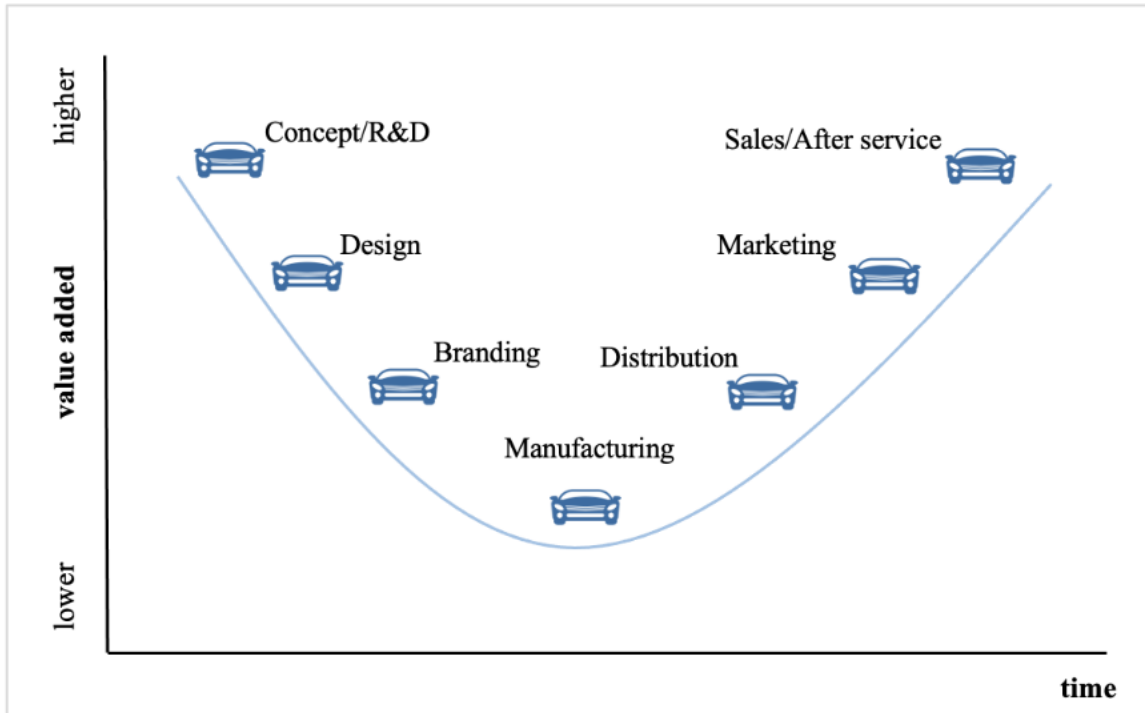 higher
Concept/R&D
Sales/After service
Design
Marketing
value added
Branding
Distribution
Manufacturing
lower
time